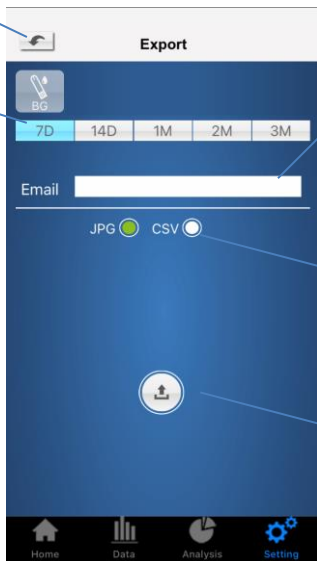 Export
BG
7D 14D 1M 2M 3M
Email
JPG CSV
Home Data Analysis Setting